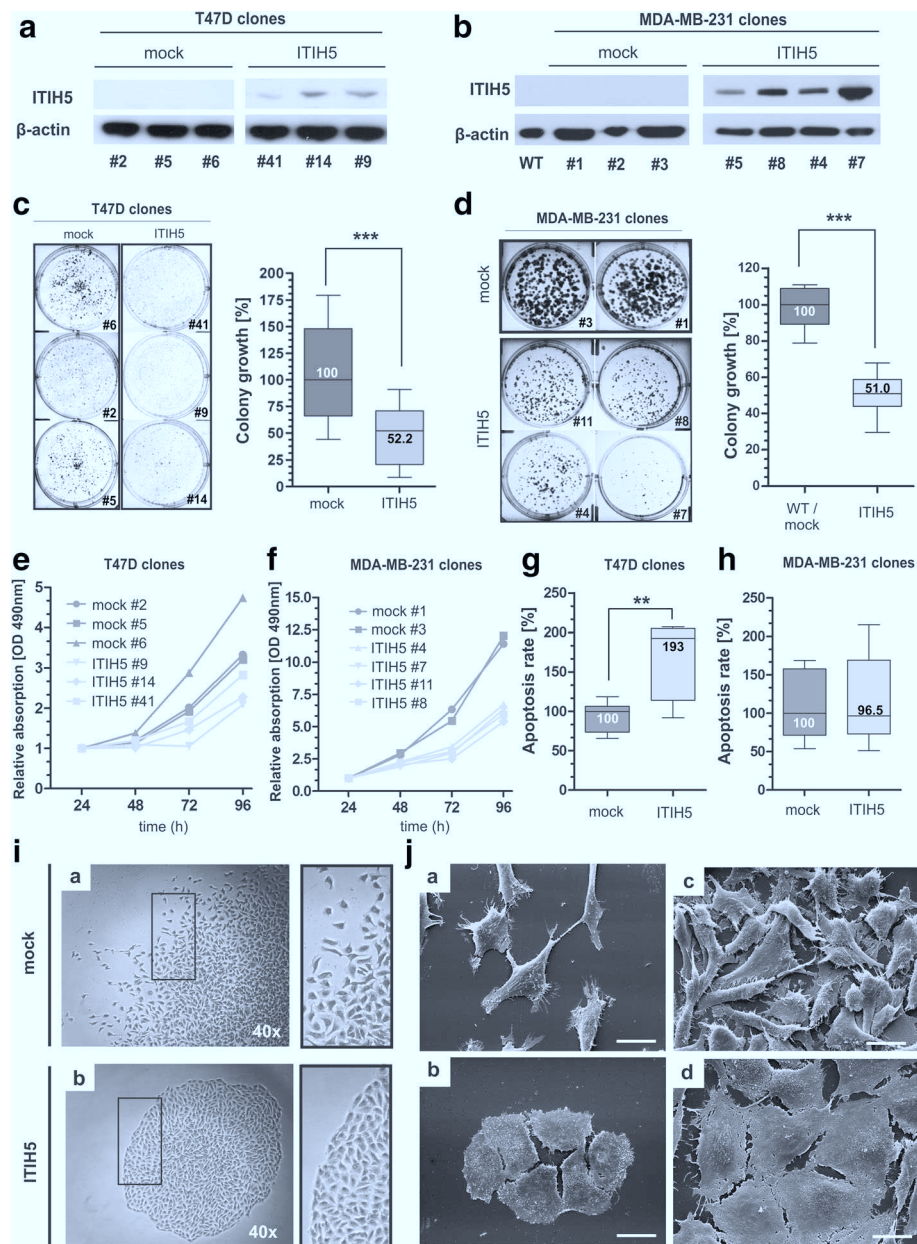 a
T47D clones
mock ITIH5
ITIH5
β-actin
#2 #5 #6 #41 #14 #9
b
MDA-MB-231 clones
mock ITIH5
ITIH5
β-actin
WT #1 #2 #3 #5 #8 #4 #7
c
T47D clones
mock ITIH5
#6 #41
#2 #9
#5 #14
***
Colony growth [%]
200
175
150
125
100
75
50
25
0
100
52.2
mock ITIH5
d
MDA-MB-231 clones
mock
#3 #1
ITIH5
#11 #8
#4 #7
***
Colony growth [%]
120
100
80
60
40
20
0
100
51.0
WT / mock ITIH5
e
T47D clones
Relative absorption [OD 490nm]
5
4
3
2
1
0
mock #2
mock #5
mock #6
ITIH5 #9
ITIH5 #14
ITIH5 #41
24 48 72 96
time (h)
f
MDA-MB-231 clones
Relative absorption [OD 490nm]
15.0
12.5
10.0
7.5
5.0
2.5
0.0
mock #1
mock #3
ITIH5 #4
ITIH5 #7
ITIH5 #11
ITIH5 #8
24 48 72 96
time (h)
g
T47D clones
Apoptosis rate [%]
250
200
150
100
50
0
**
100
193
mock ITIH5
h
MDA-MB-231 clones
Apoptosis rate [%]
250
200
150
100
50
0
100
96.5
mock ITIH5
i
mock
a
40x
ITIH5
b
40x
j
a
c
b
d